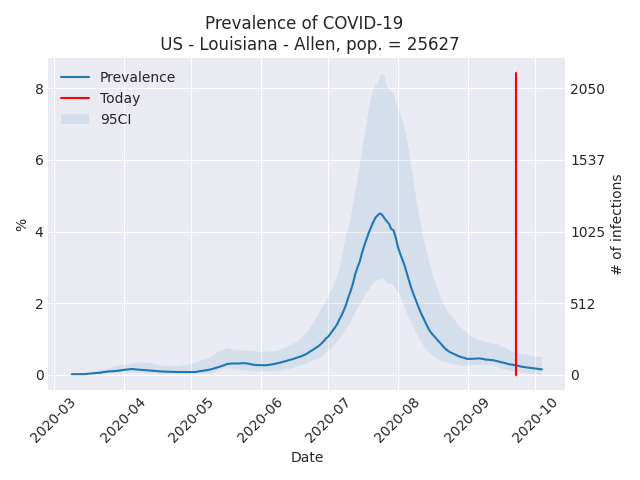 Prevalence of COVID-19
US - Louisiana - Allen, pop. = 25627
Prevalence
Today
95CI
8
6
4
2
0
%
2050
1537
1025
512
0
# of infections
2020-03
2020-04
2020-05
2020-06
2020-07
2020-08
2020-09
2020-10
Date